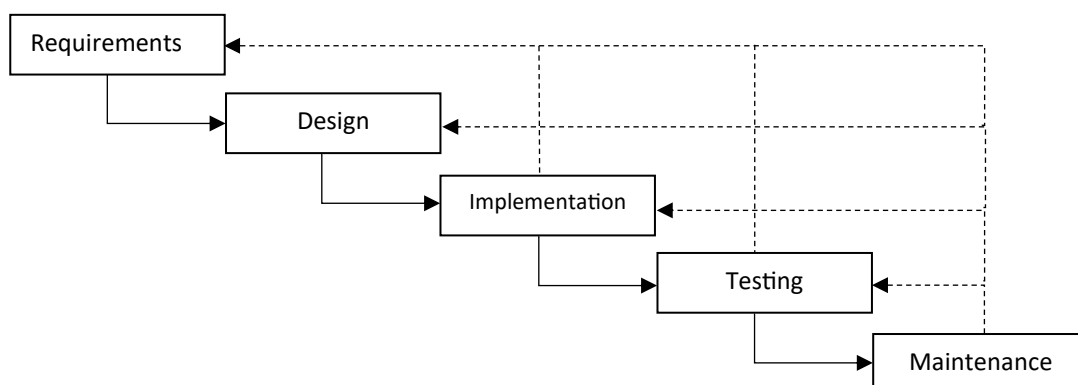 Requirements
Design
Implementation
Testing
Maintenance